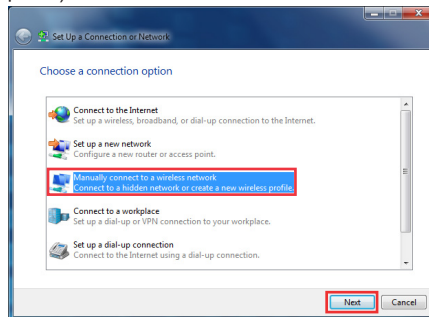 Set Up a Connection or Network
Choose a connection option
Connect to the Internet
Set up a wireless, broadband, or dial-up connection to the Internet.
Set up a new network
Configure a new router or access point.
Manually connect to a wireless network
Connect to a hidden network or create a new wireless profile.
Connect to a workplace
Set up a dial-up or VPN connection to your workplace.
Set up a dial-up connection
Connect to the Internet using a dial-up connection.
Next Cancel